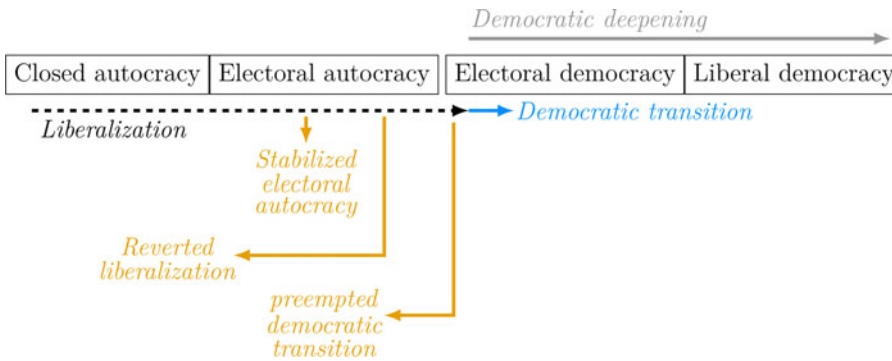 Democratic deepening
Closed autocracy Electoral autocracy Electoral democracy Liberal democracy
Liberalization
Democratic transition
Stabilized
electoral
autocracy
Reverted
liberalization
preempted
democratic
transition